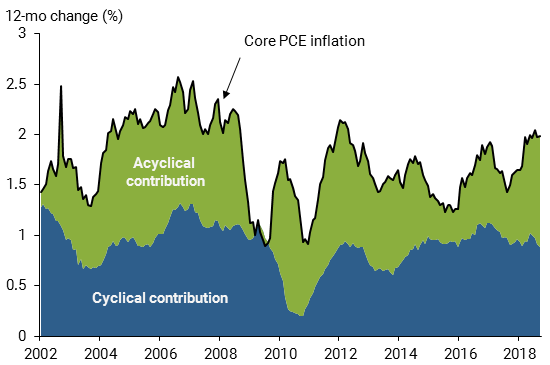 12-mo change (%)
3
Core PCE inflation
2.5
2
Acyclical
contribution
1.5
1
0.5
Cyclical contribution
0
2002 2004 2006 2008 2010 2012 2014 2016 2018